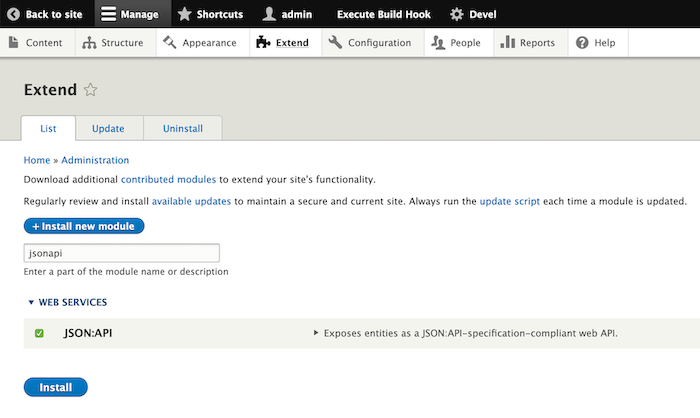 Back to site Manage Shortcuts admin Execute Build Hook Devel
Content Structure Appearance Extend Configuration People Reports Help
Extend
List Update Uninstall
Home » Administration
Download additional contributed modules to extend your site's functionality.
Regularly review and install available updates to maintain a secure and current site. Always run the update script each time a module is updated.
+ Install new module
jsonapi
Enter a part of the module name or description
▼ WEB SERVICES
JSON:API ► Exposes entities as a JSON:API-specification-compliant web API.
Install